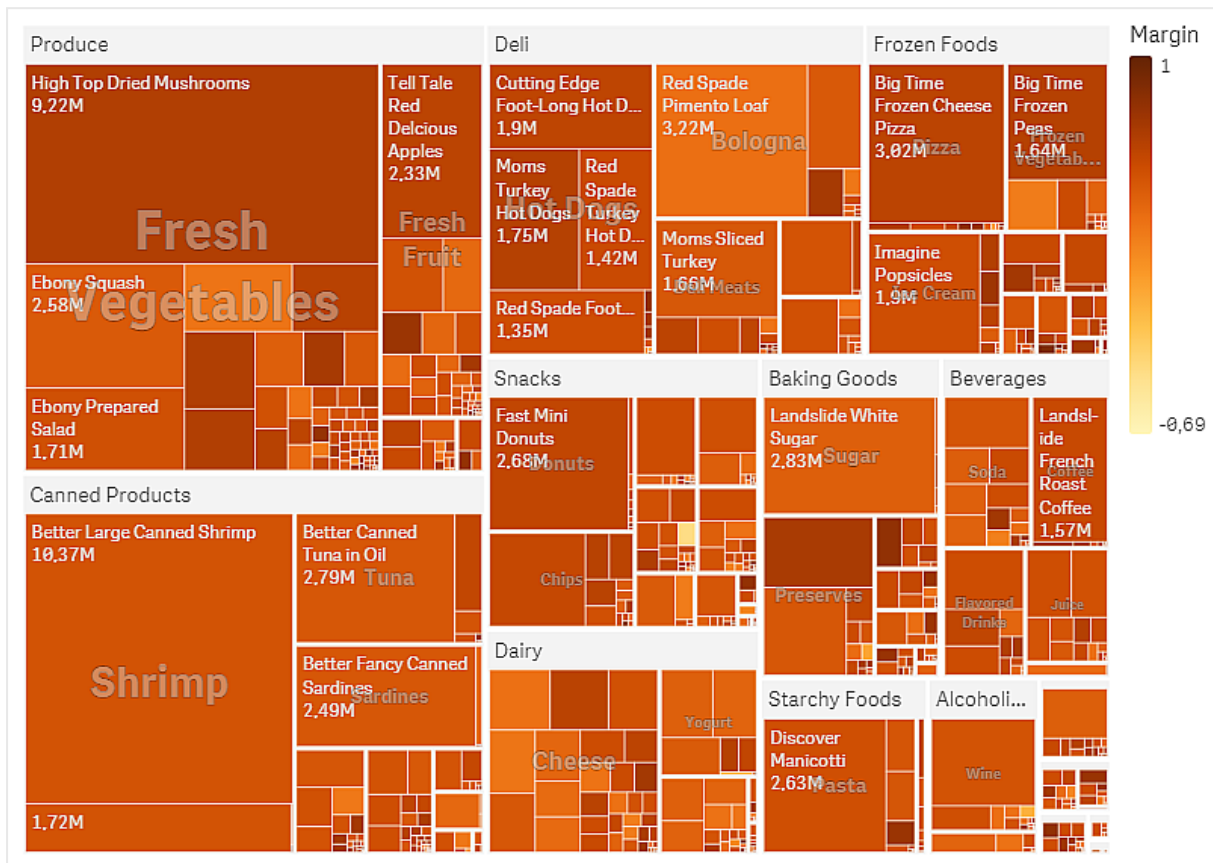 Produce
High Top Dried Mushrooms
9,22M
Tell Tale
Red
Delcious
Apples
2,33M
Fresh
Vegetables
Fresh
Fruit
Ebony Squash
2,58M
Ebony Prepared
Salad
1,71M
Canned Products
Better Large Canned Shrimp
10,37M
Shrimp
1,72M
Better Canned
Tuna in Oil
2,79M
Tuna
Better Fancy Canned
Sardines
2,49M
Sardines
Deli
Cutting Edge
Foot-Long Hot D...
1,9M
Moms
Turkey
Hot Dogs
1,75M
Red
Spade
Turkey
Hot D...
1,42M
Hot Dogs
Red Spade Foot...
1,35M
Red Spade
Pimento Loaf
3,22M
Bologna
Moms Sliced
Turkey
1,66M
Deli Meats
Frozen Foods
Big Time
Frozen Cheese
Pizza
3,02M
Pizza
Big Time
Frozen
Peas
1,64M
Frozen
Vegetab...
Imagine
Popsicles
1,9M
Ice Cream
Snacks
Fast Mini
Donuts
2,68M
Donuts
Chips
Dairy
Cheese
Yogurt
Baking Goods
Landslide White
Sugar
2,83M
Sugar
Preserves
Beverages
Soda
Landsl-
ide
French
Roast
Coffee
1,57M
Coffee
Flavored
Drinks
Juice
Starchy Foods
Discover
Manicotti
2,63M
Pasta
Alcoholi...
Wine
Margin
1
-0,69